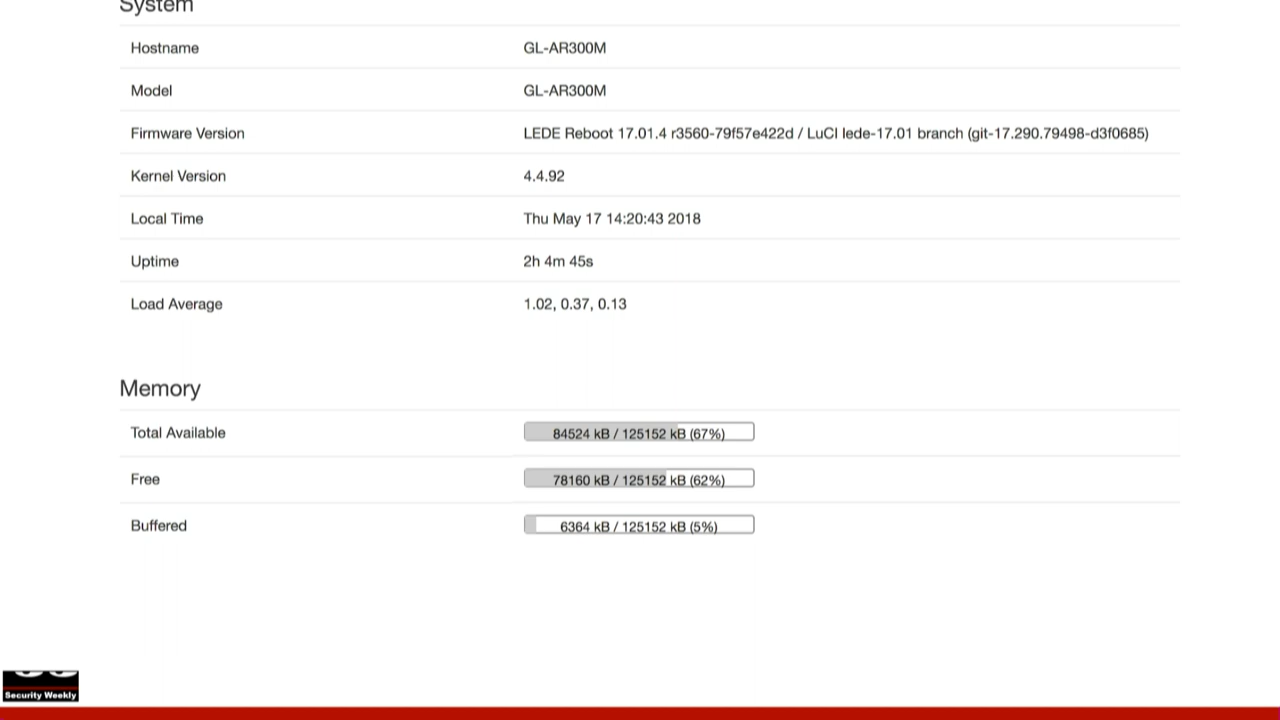 System
Hostname GL-AR300M
Model GL-AR300M
Firmware Version LEDE Reboot 17.01.4 r3560-79f57e422d / LuCI lede-17.01 branch (git-17.290.79498-d3f0685)
Kernel Version 4.4.92
Local Time Thu May 17 14:20:43 2018
Uptime 2h 4m 45s
Load Average 1.02, 0.37, 0.13
Memory
Total Available 84524 kB / 125152 kB (67%)
Free 78160 kB / 125152 kB (62%)
Buffered 6364 kB / 125152 kB (5%)
Security Weekly